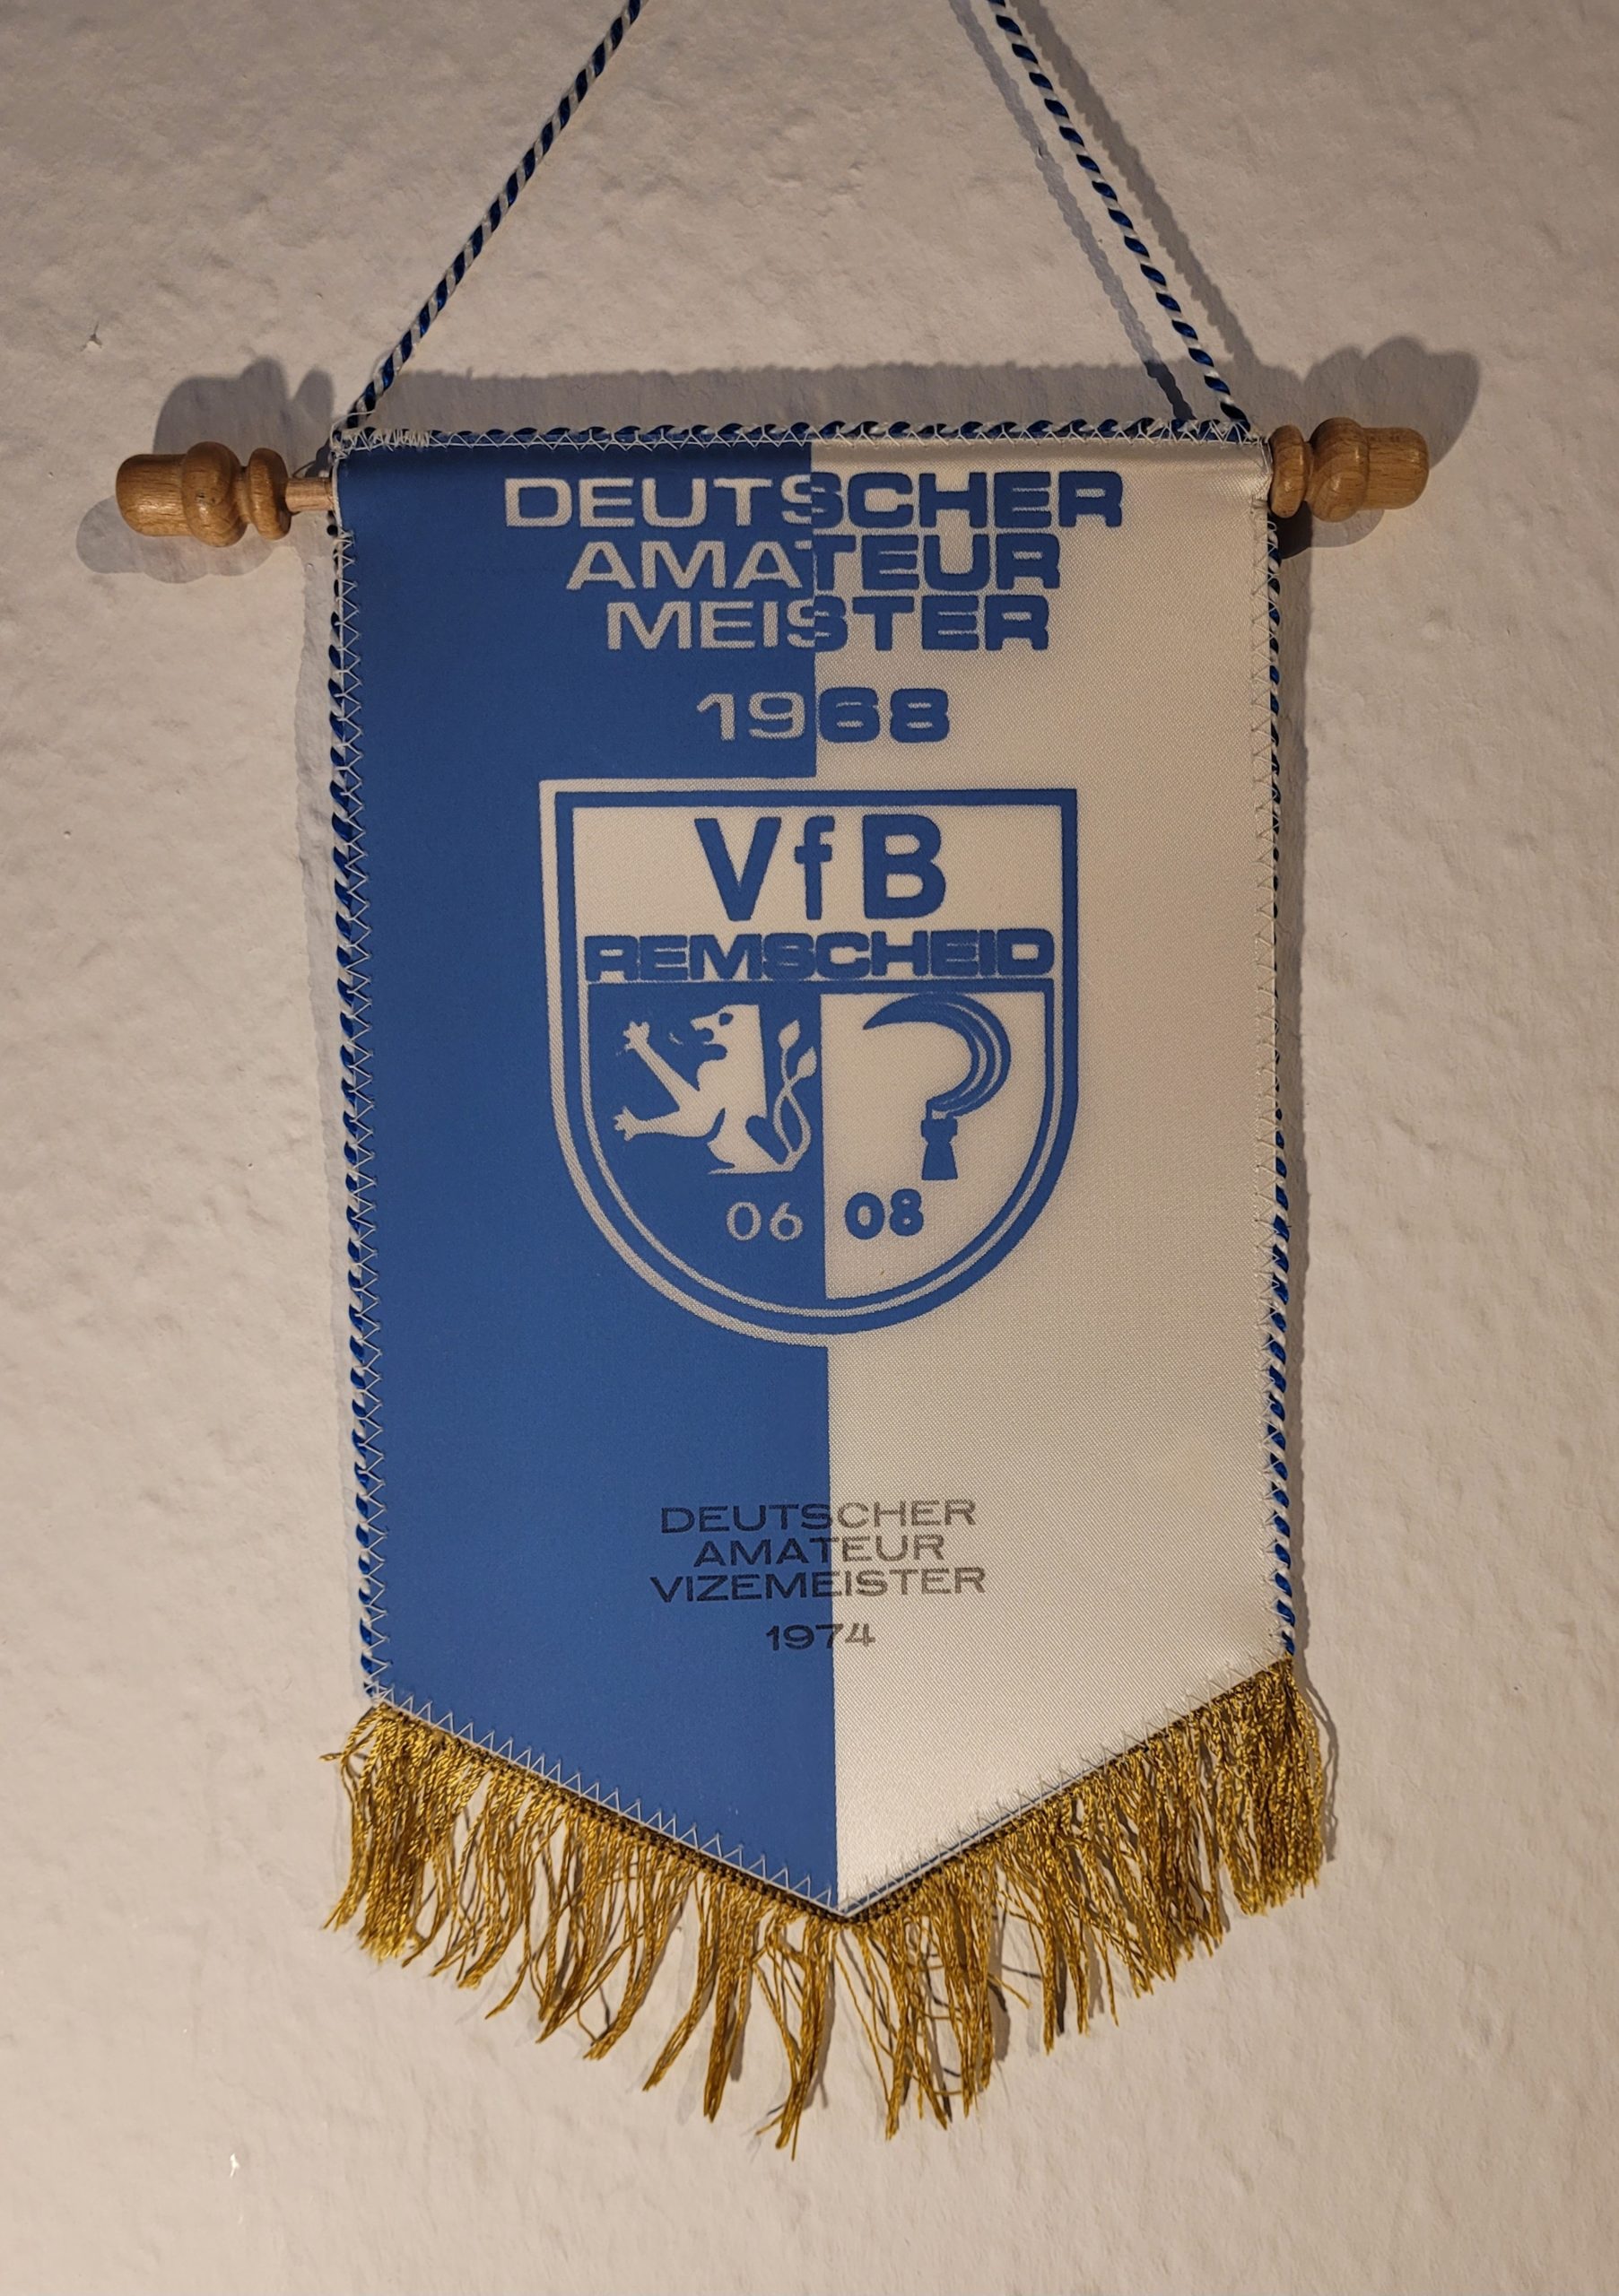 DEUTSCHER
AMATEUR
MEISTER
1968
VfB
REMSCHEID
06 08
DEUTSCHER
AMATEUR
VIZEMEISTER
1974